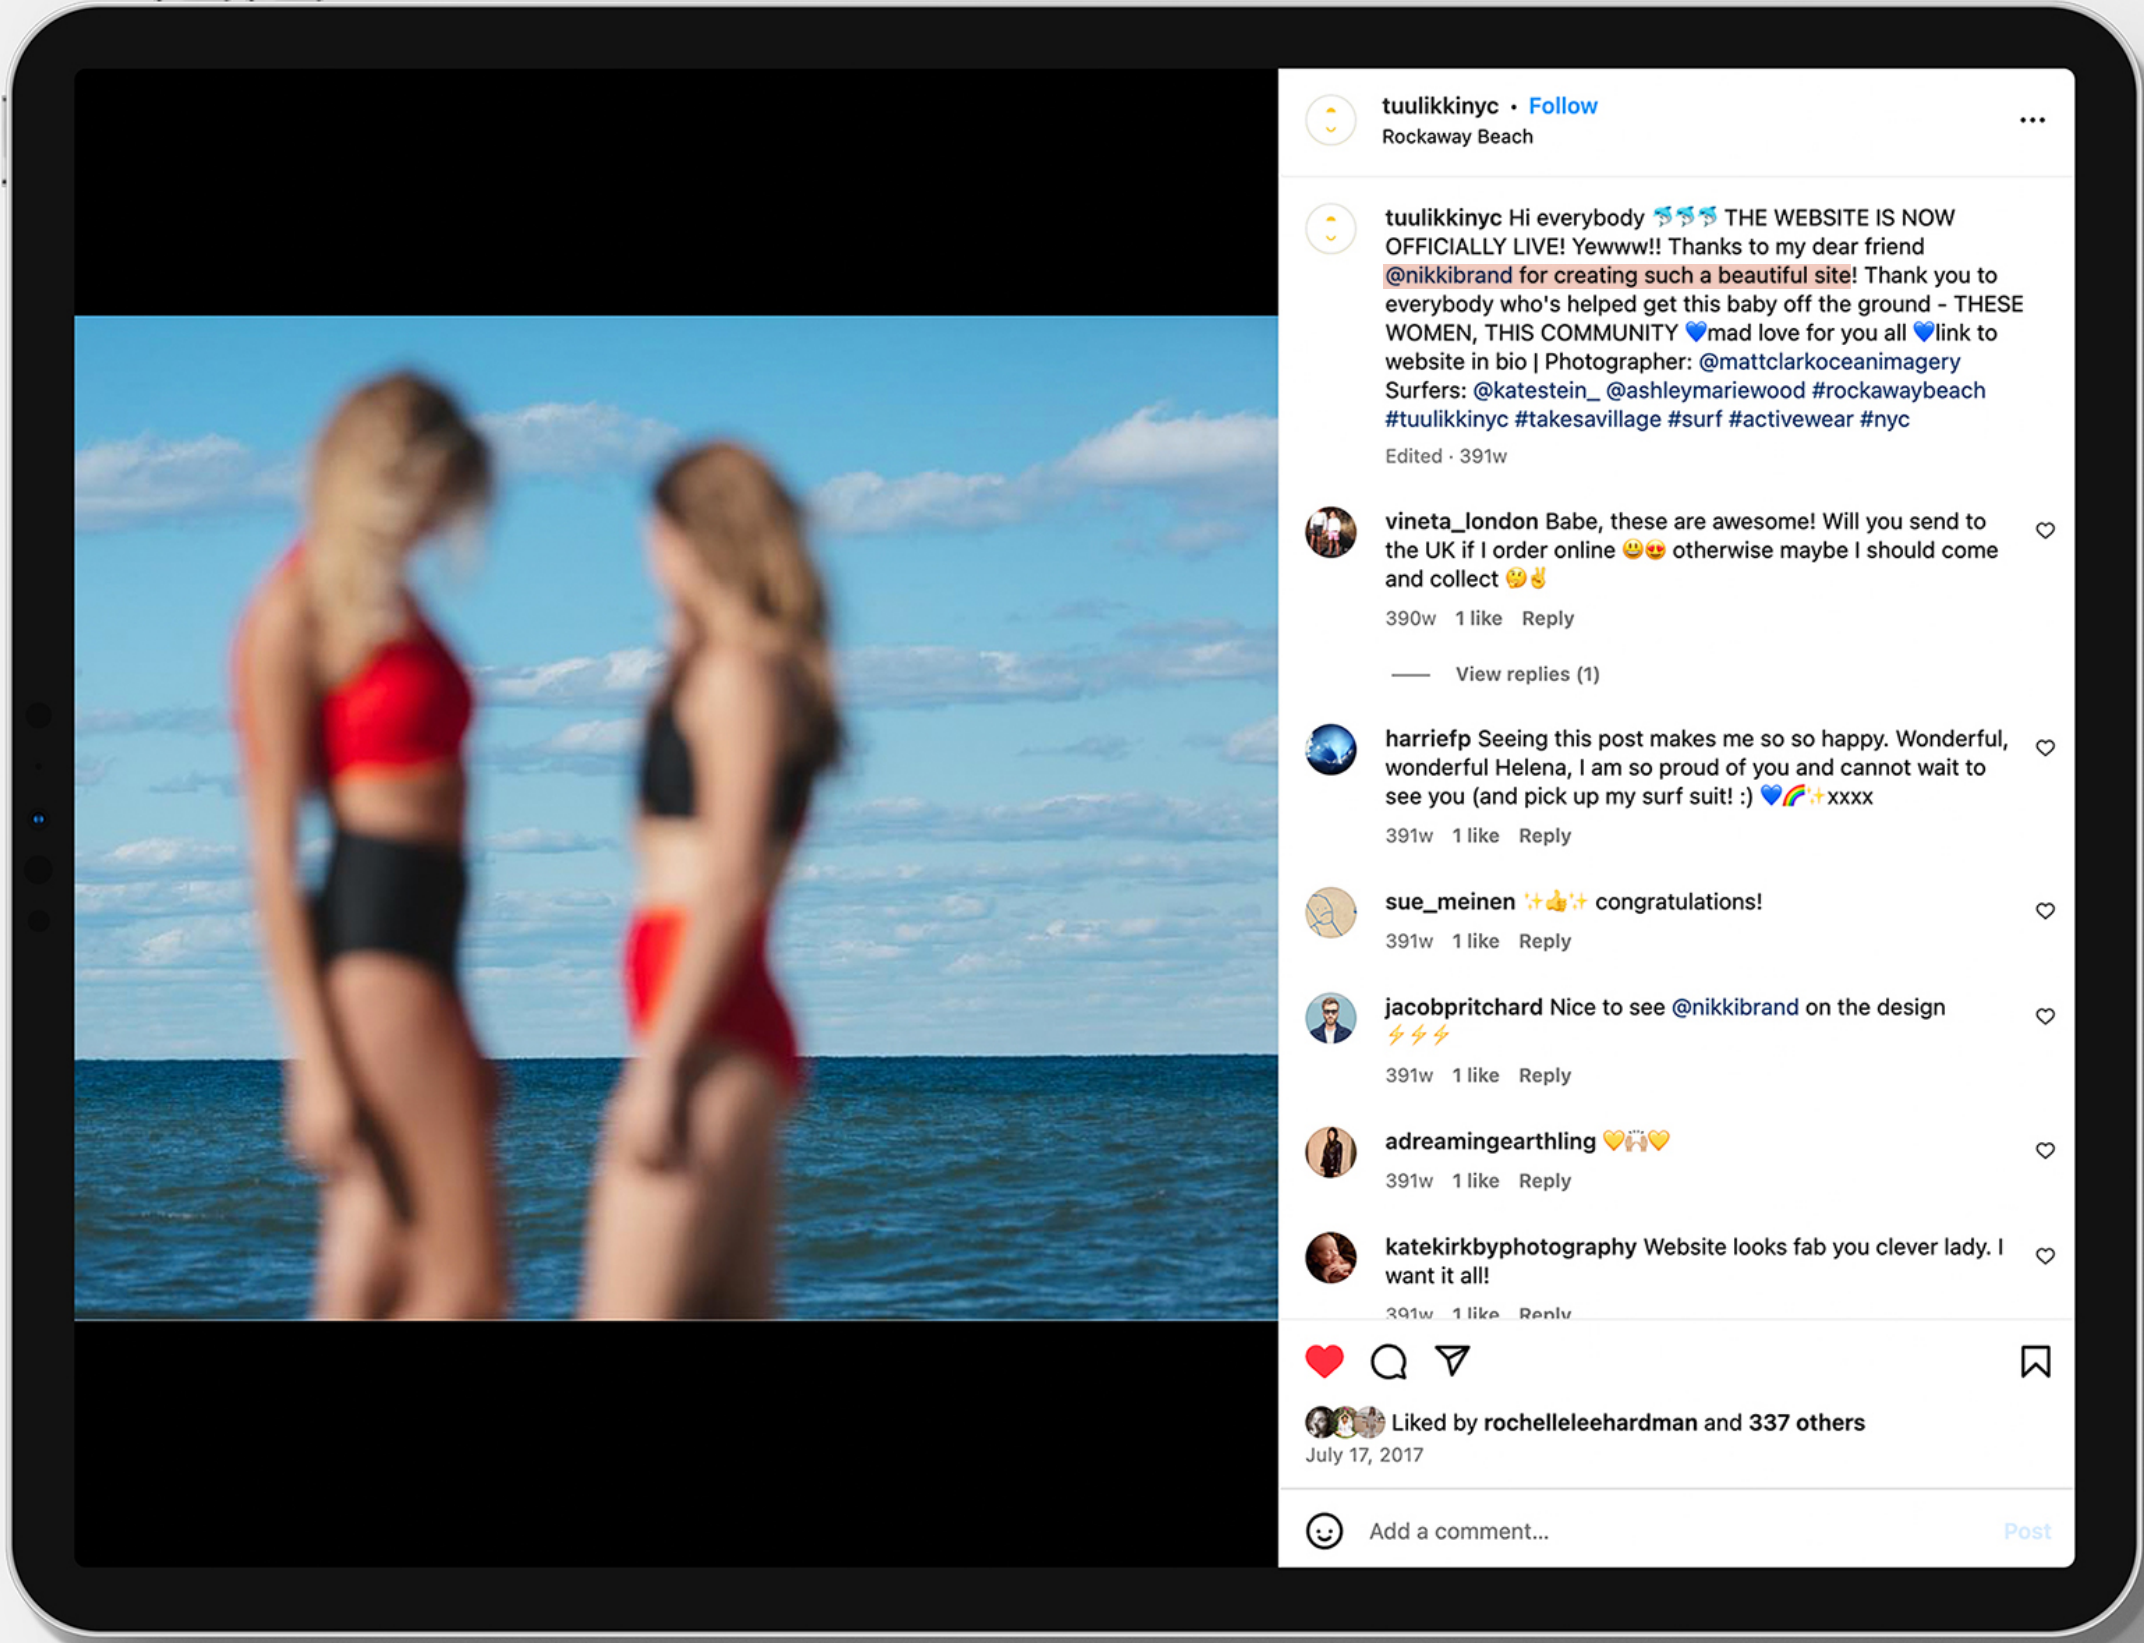 tuulikkinyc • Follow
Rockaway Beach
tuulikkinyc Hi everybody 🐬🐬🐬 THE WEBSITE IS NOW
OFFICIALLY LIVE! Yewww!! Thanks to my dear friend
@nikkibrand for creating such a beautiful site! Thank you to
everybody who's helped get this baby off the ground - THESE
WOMEN, THIS COMMUNITY 💙mad love for you all 💙link to
website in bio | Photographer: @mattclarkoceanimagery
Surfers: @katestein_ @ashleymariewood #rockawaybeach
#tuulikkinyc #takesavillage #surf #activewear #nyc
Edited · 391w
vineta_london Babe, these are awesome! Will you send to
the UK if I order online 😃😍 otherwise maybe I should come
and collect 🤔✌️
390w 1 like Reply
View replies (1)
harriefp Seeing this post makes me so so happy. Wonderful,
wonderful Helena, I am so proud of you and cannot wait to
see you (and pick up my surf suit! :) 💙🌈✨xxxx
391w 1 like Reply
sue_meinen ✨👍✨ congratulations!
391w 1 like Reply
jacobpritchard Nice to see @nikkibrand on the design
⚡⚡⚡
391w 1 like Reply
adreamingearthling 💛🙌🏼💛
391w 1 like Reply
katekirkbyphotography Website looks fab you clever lady. I
want it all!
391w 1 like Reply
Liked by rochelleleehardman and 337 others
July 17, 2017
Add a comment...
Post